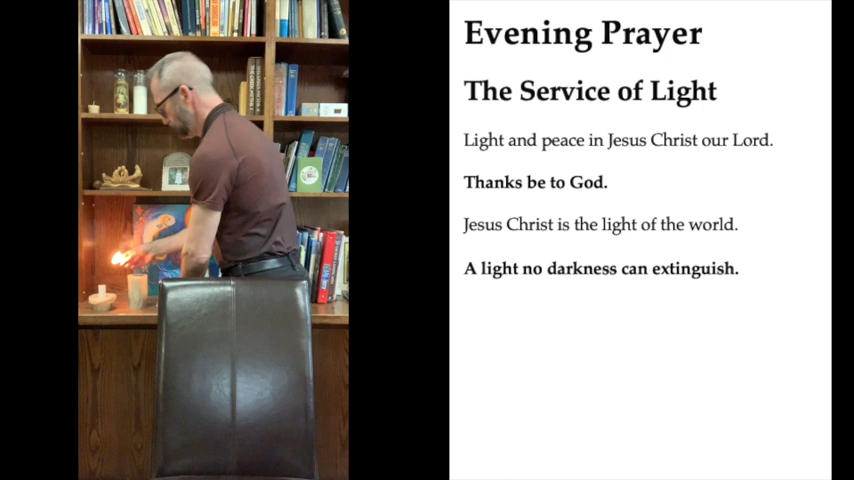 Evening Prayer
The Service of Light
Light and peace in Jesus Christ our Lord.
Thanks be to God.
Jesus Christ is the light of the world.
A light no darkness can extinguish.